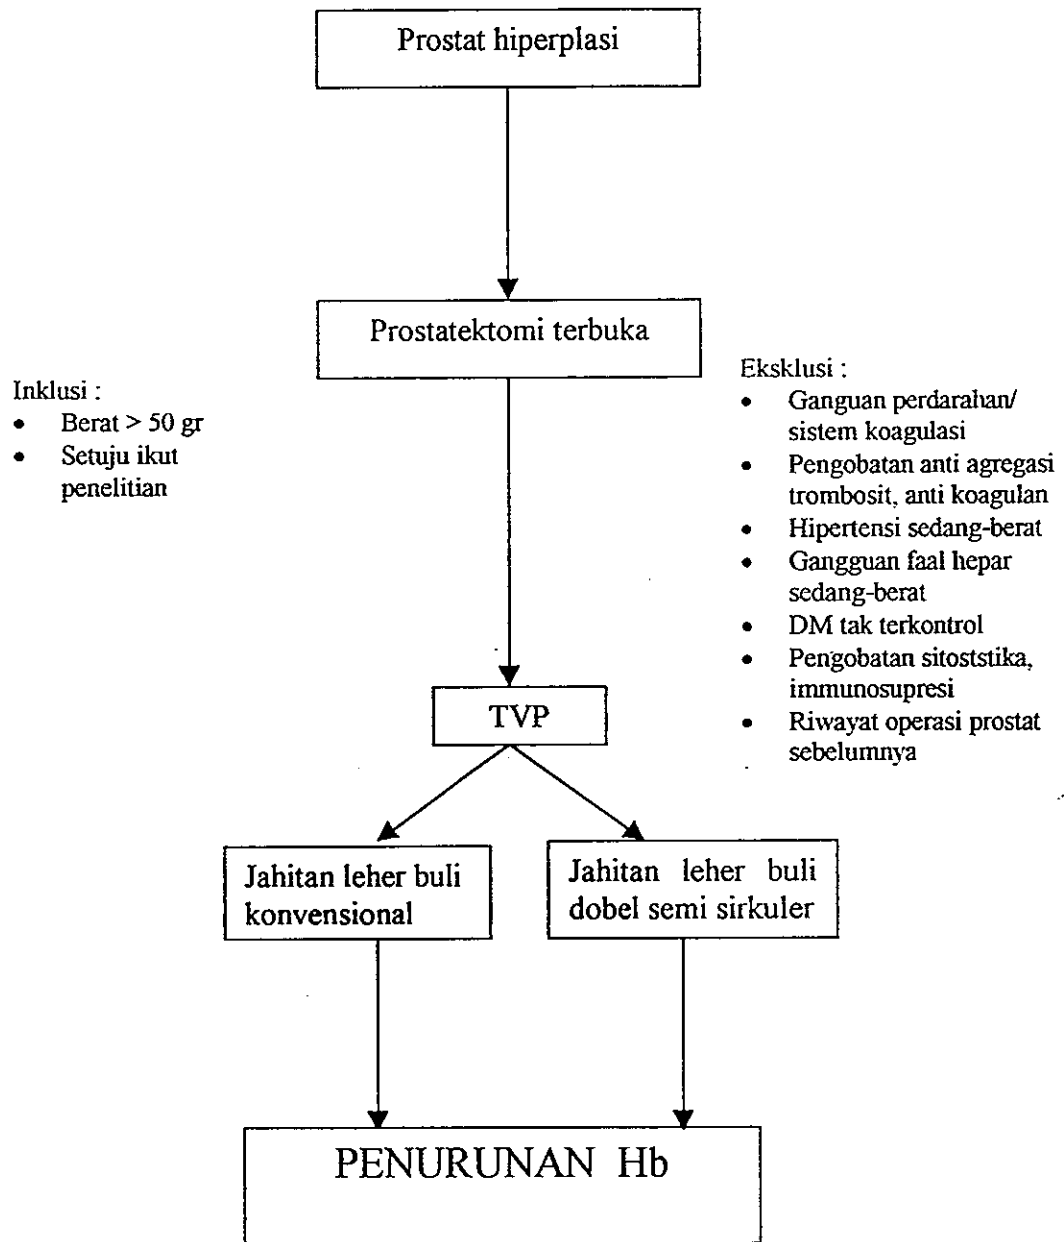 Prostat hiperplasi
Prostatektomi terbuka
Inklusi :
• Berat > 50 gr
• Setuju ikut
penelitian
Eksklusi :
• Ganguan perdarahan/
sistem koagulasi
• Pengobatan anti agregasi
trombosit, anti koagulan
• Hipertensi sedang-berat
• Gangguan faal hepar
sedang-berat
• DM tak terkontrol
• Pengobatan sitoststika,
immunosupresi
• Riwayat operasi prostat
sebelumnya
TVP
Jahitan leher buli
konvensional
Jahitan leher buli
dobel semi sirkuler
PENURUNAN Hb